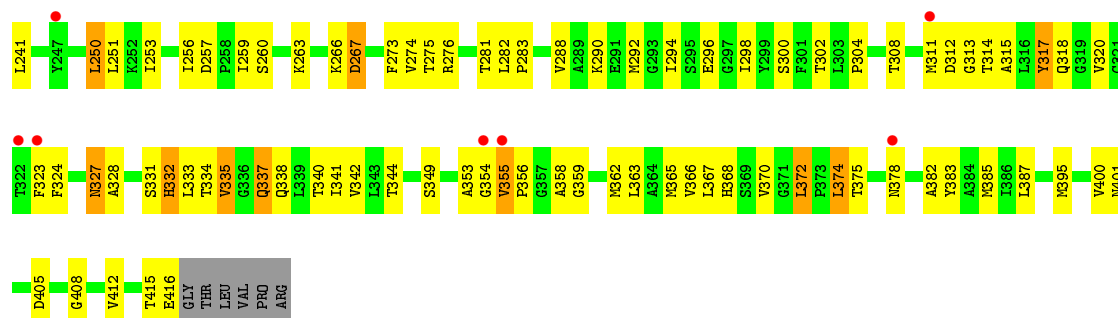 L241 Y247 L250 L251 K252 I253 I256 D257 P258 I259 S260 K263 K266 D267 F273 V274 T275 R276 T281 L282 P283 V288 A289 K290 E291 M292 G293 I294 S295 E296 G297 I298 Y299 S300 F301 T302 L303 P304 T308 M311 D312 G313 T314 A315 L316 Y317 Q318 G319 V320 C321
T322 F323 F324 N327 A328 S331 H332 L333 T334 V335 G336 Q337 Q338 L339 T340 I341 V342 L343 T344 S349 A353 G354 V355 P356 G357 A358 G359 M362 L363 A364 M365 V366 L367 H368 S369 V370 G371 L372 P373 L374 T375 N378 A382 Y383 A384 M385 I386 L387 M395 V400 N401
D405 G408 V412 T415 E416 GLY THR LEU VAL PRO ARG